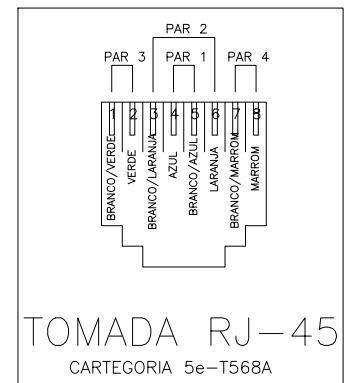 PAR 2
PAR 3 PAR 1 PAR 4
1 2 3 4 5 6 7 8
BRANCO/VERDE
VERDE
BRANCO/LARANJA
AZUL
BRANCO/AZUL
LARANJA
BRANCO/MARROM
MARROM
TOMADA RJ-45
CARTEGORIA 5e-T568A